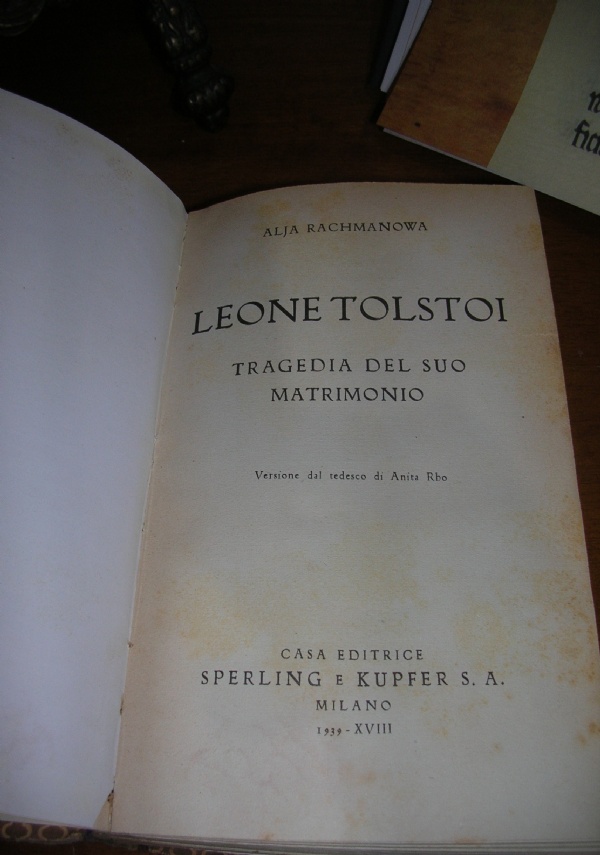 ALJA RACHMANOWA
LEONE TOLSTOI
TRAGEDIA DEL SUO
MATRIMONIO
Versione dal tedesco di Anita Rho
CASA EDITRICE
SPERLING E KUPFER S. A.
MILANO
1939 - XVIII